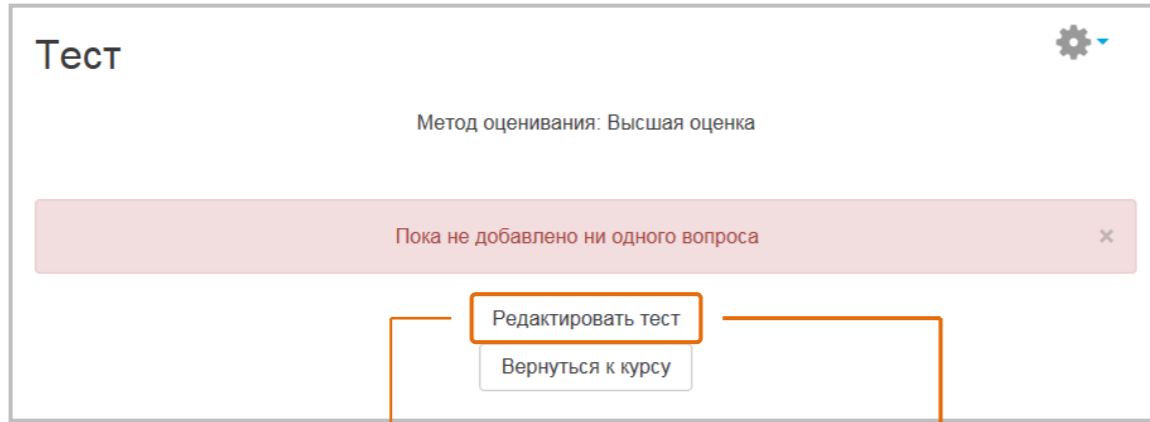 Тест
Метод оценивания: Высшая оценка
Пока не добавлено ни одного вопроса
×
Редактировать тест
Вернуться к курсу